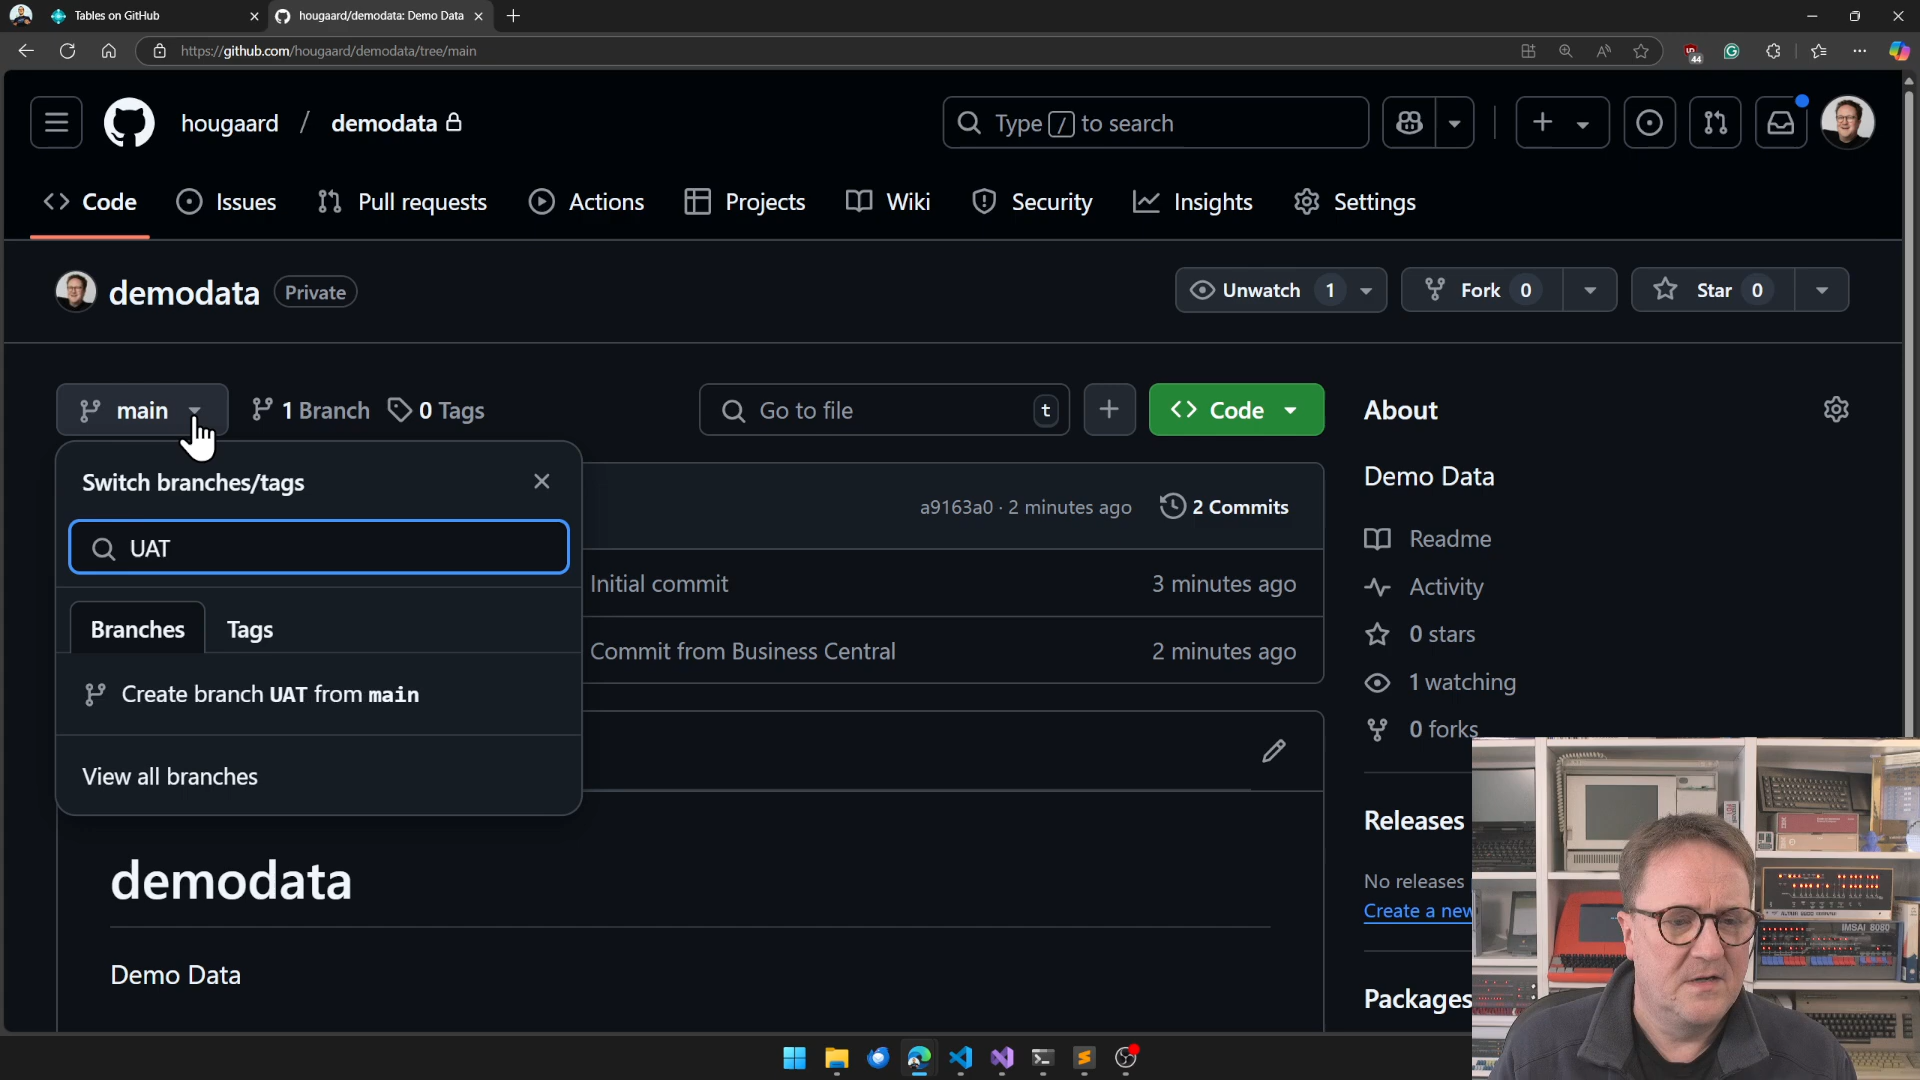 Tables on GitHub
hougaard/demodata: Demo Data
https://github.com/hougaard/demodata/tree/main
44
hougaard / demodata
Type / to search
Code
Issues
Pull requests
Actions
Projects
Wiki
Security
Insights
Settings
demodata
Private
Unwatch 1
Fork 0
Star 0
main
1 Branch
0 Tags
Go to file
t
Code
About
Switch branches/tags
UAT
Branches
Tags
Create branch UAT from main
View all branches
a9163a0 · 2 minutes ago
2 Commits
Initial commit
3 minutes ago
Commit from Business Central
2 minutes ago
Demo Data
Readme
Activity
0 stars
1 watching
0 forks
Releases
No releases
Create a new
Packages
demodata
Demo Data
IMSAI 8080